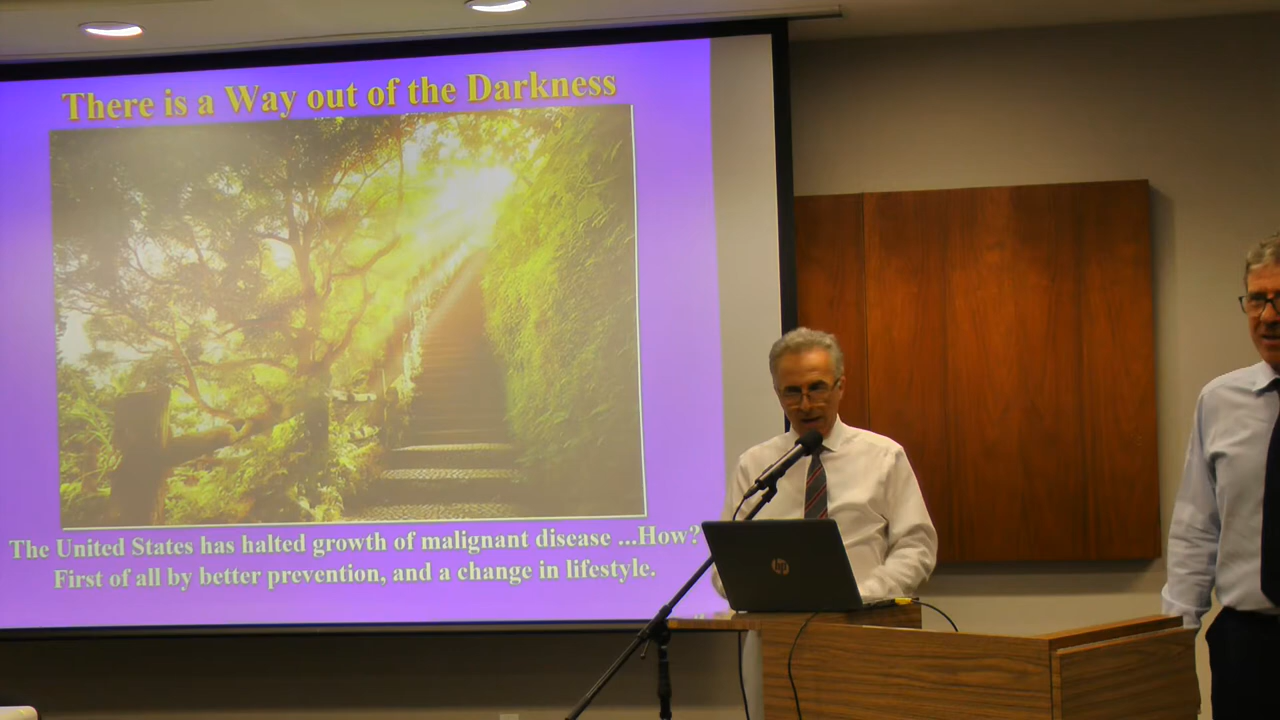 There is a Way out of the Darkness
The United States has halted growth of malignant disease ...How?
First of all by better prevention, and a change in lifestyle.
hp